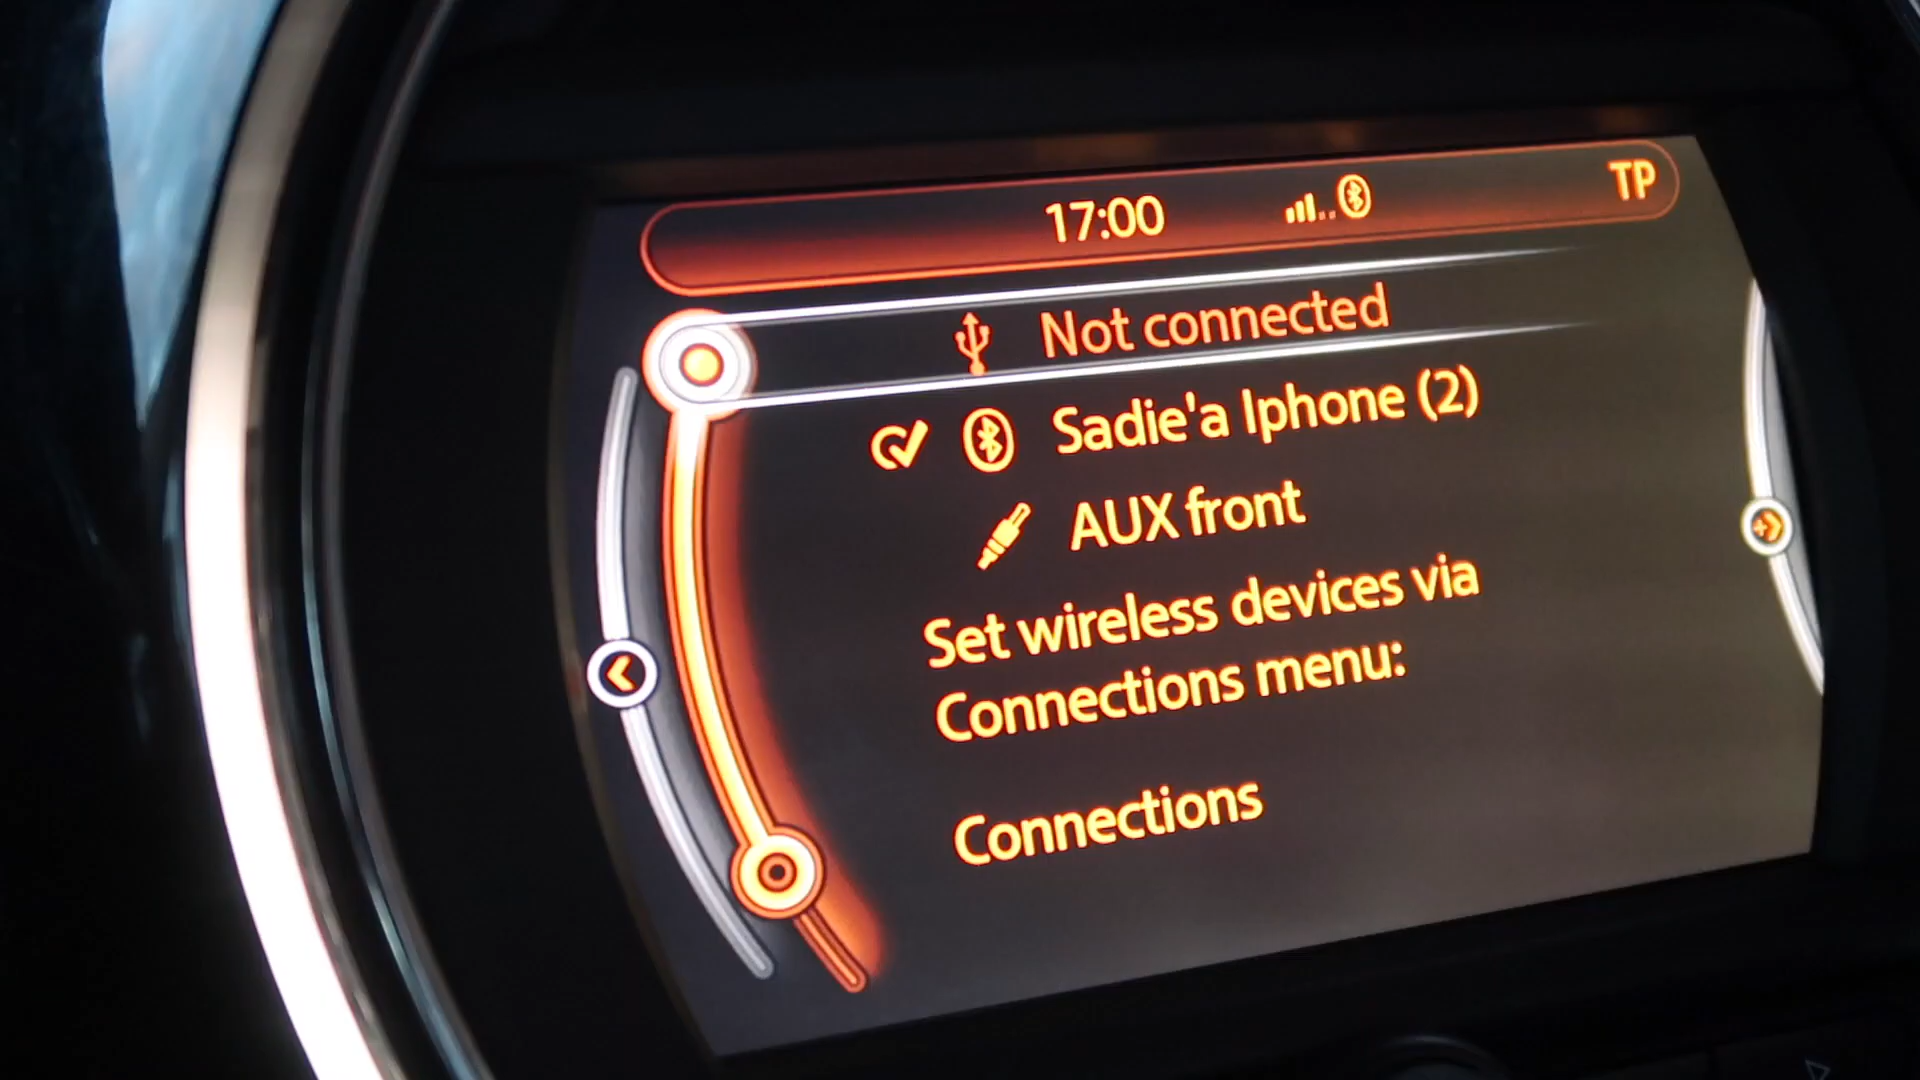 17:00
TP
Not connected
Sadie'a Iphone (2)
AUX front
Set wireless devices via
Connections menu:
Connections